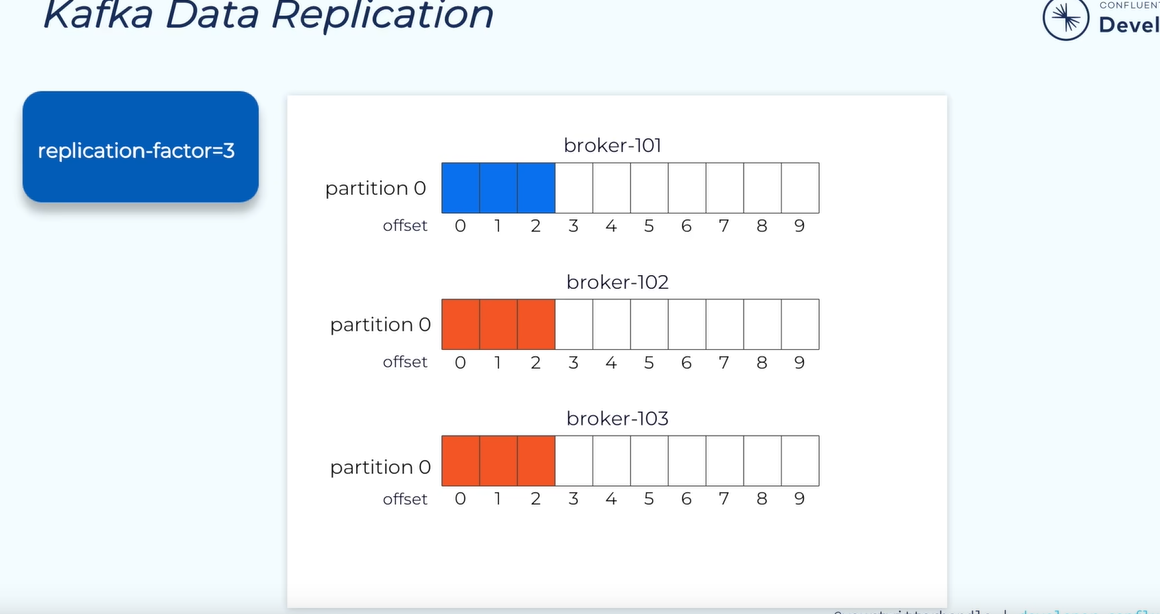 Kafka Data Replication
CONFLUENT
Devel
replication-factor=3
broker-101
partition 0
offset 0 1 2 3 4 5 6 7 8 9
broker-102
partition 0
offset 0 1 2 3 4 5 6 7 8 9
broker-103
partition 0
offset 0 1 2 3 4 5 6 7 8 9